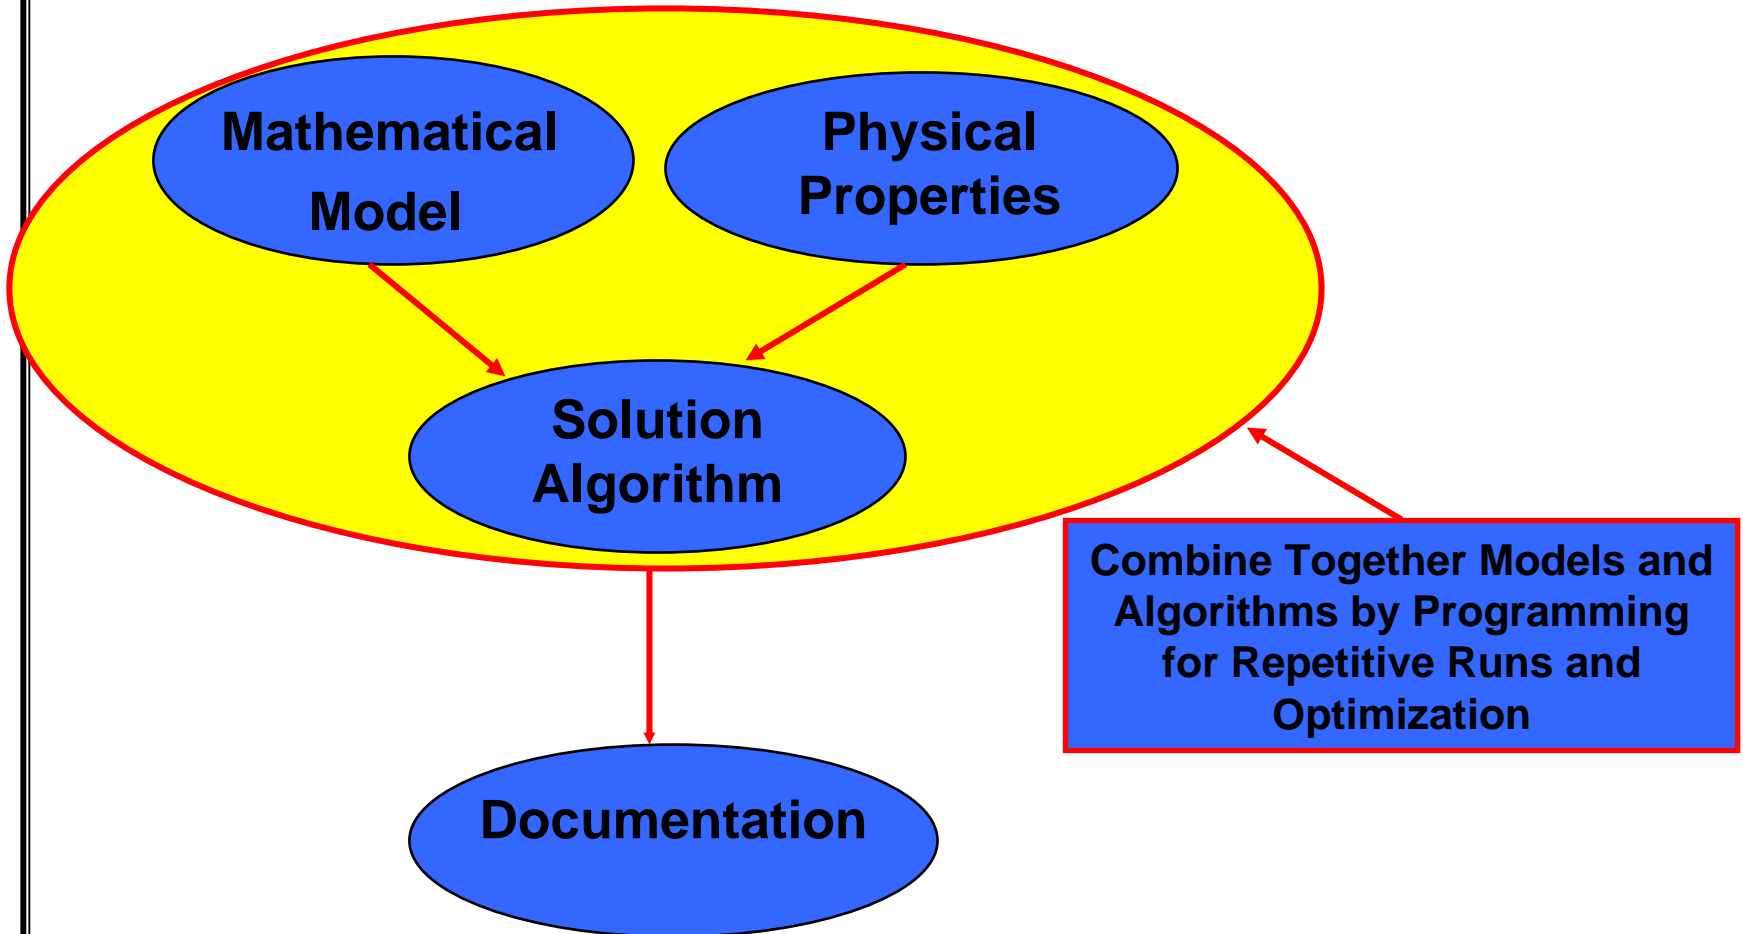 Mathematical
Model
Physical
Properties
Solution
Algorithm
Combine Together Models and
Algorithms by Programming
for Repetitive Runs and
Optimization
Documentation